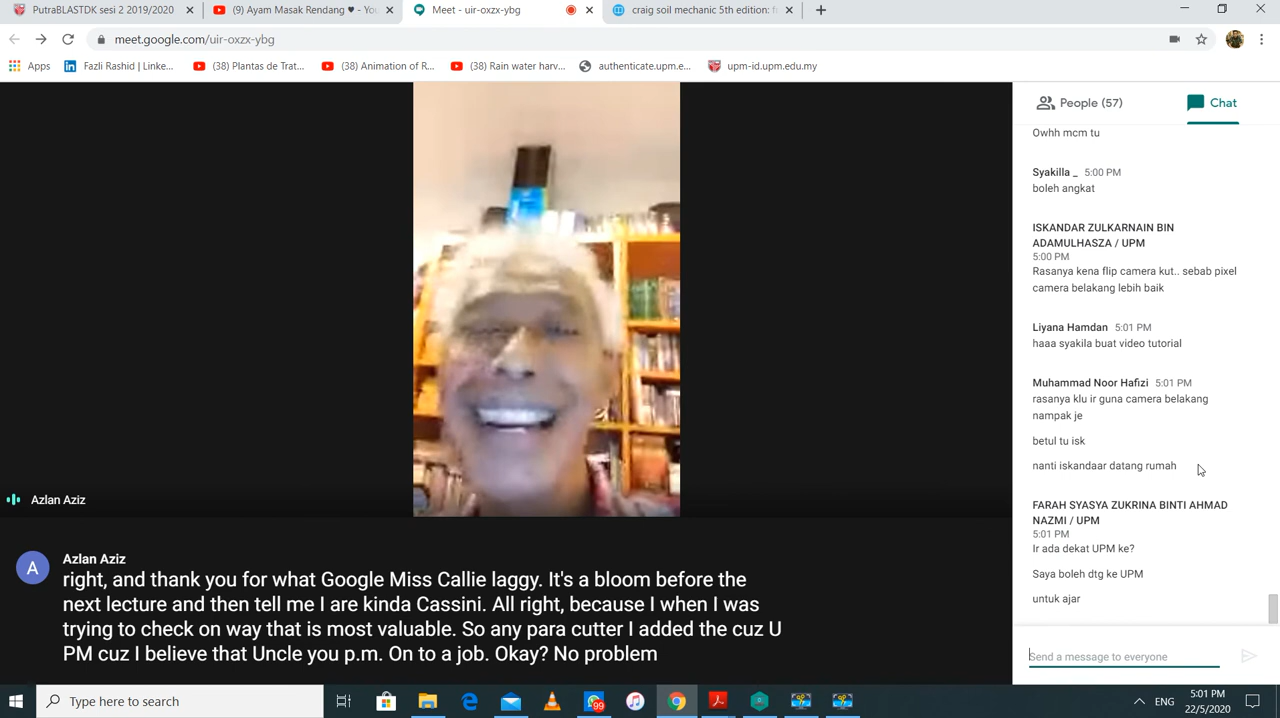 PutraBLASTDK sesi 2 2019/2020
(9) Ayam Masak Rendang ♥ - You
Meet - uir-oxzx-ybg
craig soil mechanic 5th edition: f
meet.google.com/uir-oxzx-ybg
Apps
Fazli Rashid | Linke...
(38) Plantas de Trat...
(38) Animation of R...
(38) Rain water harv...
authenticate.upm.e...
upm-id.upm.edu.my
People (57)
Chat
Owhh mcm tu
Syakilla _ 5:00 PM
boleh angkat
ISKANDAR ZULKARNAIN BIN
ADAMULHASZA / UPM
5:00 PM
Rasanya kena flip camera kut.. sebab pixel
camera belakang lebih baik
Liyana Hamdan 5:01 PM
haaa syakila buat video tutorial
Muhammad Noor Hafizi 5:01 PM
rasanya klu ir guna camera belakang
nampak je
betul tu isk
nanti iskandaar datang rumah
FARAH SYASYA ZUKRINA BINTI AHMAD
NAZMI / UPM
5:01 PM
Ir ada dekat UPM ke?
Saya boleh dtg ke UPM
untuk ajar
Send a message to everyone
Azlan Aziz
A
Azlan Aziz
right, and thank you for what Google Miss Callie laggy. It's a bloom before the
next lecture and then tell me I are kinda Cassini. All right, because I when I was
trying to check on way that is most valuable. So any para cutter I added the cuz U
PM cuz I believe that Uncle you p.m. On to a job. Okay? No problem
Type here to search
99
ENG
5:01 PM
22/5/2020